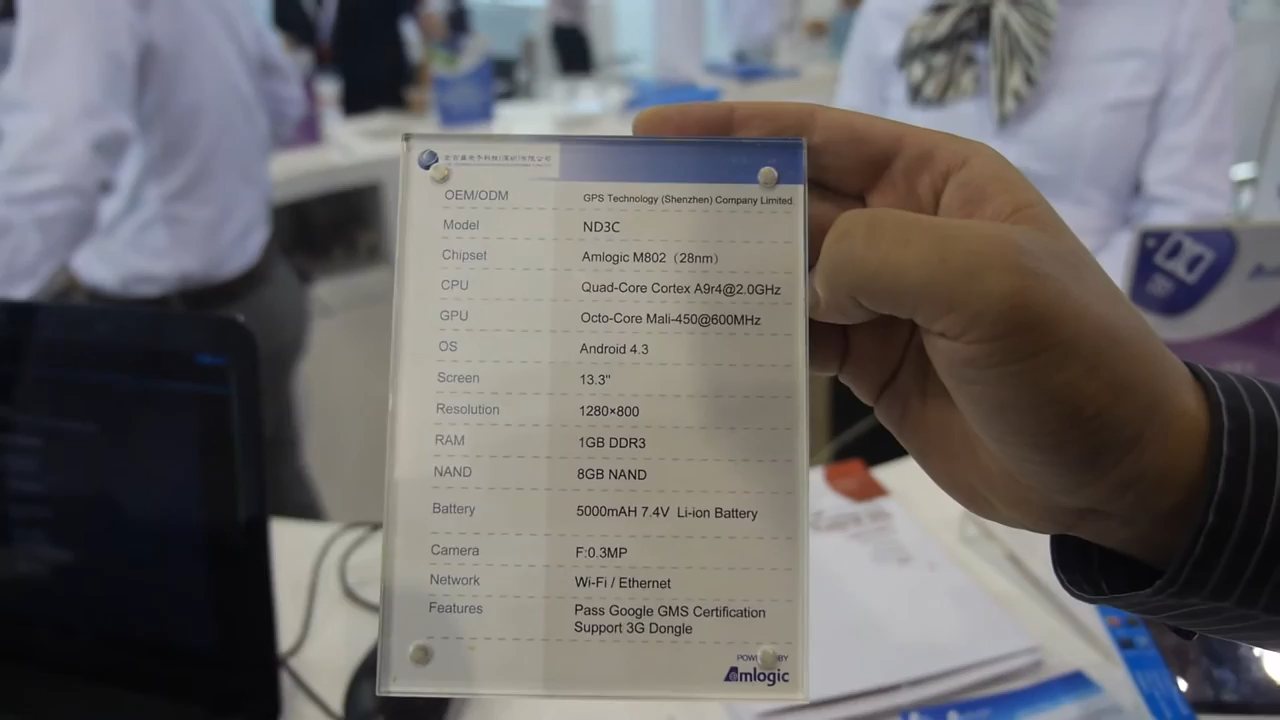 OEM/ODM GPS Technology (Shenzhen) Company Limited
Model ND3C
Chipset Amlogic M802（28nm）
CPU Quad-Core Cortex A9r4@2.0GHz
GPU Octo-Core Mali-450@600MHz
OS Android 4.3
Screen 13.3"
Resolution 1280×800
RAM 1GB DDR3
NAND 8GB NAND
Battery 5000mAH 7.4V Li-ion Battery
Camera F:0.3MP
Network Wi-Fi / Ethernet
Features Pass Google GMS Certification
Support 3G Dongle
Amlogic